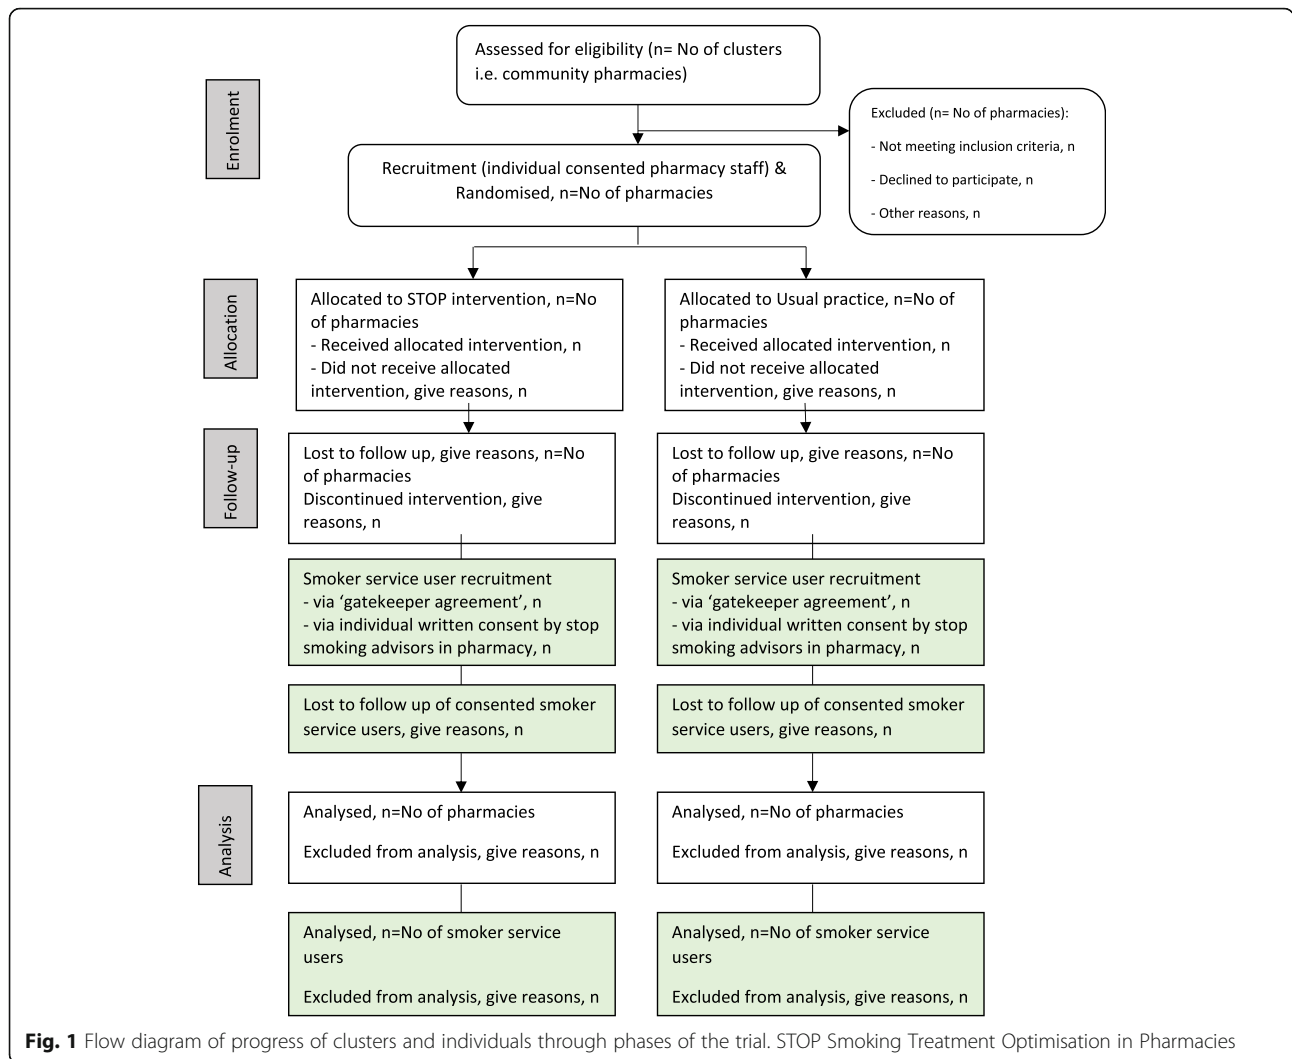 Assessed for eligibility (n= No of clusters
i.e. community pharmacies)
Enrolment
Excluded (n= No of pharmacies):
- Not meeting inclusion criteria, n
- Declined to participate, n
- Other reasons, n
Recruitment (individual consented pharmacy staff) &
Randomised, n=No of pharmacies
Allocation
Allocated to STOP intervention, n=No
of pharmacies
- Received allocated intervention, n
- Did not receive allocated
intervention, give reasons, n
Allocated to Usual practice, n=No of
pharmacies
- Received allocated intervention, n
- Did not receive allocated
intervention, give reasons, n
Follow-up
Lost to follow up, give reasons, n=No
of pharmacies
Discontinued intervention, give
reasons, n
Lost to follow up, give reasons, n=No
of pharmacies
Discontinued intervention, give
reasons, n
Smoker service user recruitment
- via ‘gatekeeper agreement’, n
- via individual written consent by stop
smoking advisors in pharmacy, n
Smoker service user recruitment
- via ‘gatekeeper agreement’, n
- via individual written consent by stop
smoking advisors in pharmacy, n
Lost to follow up of consented smoker
service users, give reasons, n
Lost to follow up of consented smoker
service users, give reasons, n
Analysis
Analysed, n=No of pharmacies
Excluded from analysis, give reasons, n
Analysed, n=No of pharmacies
Excluded from analysis, give reasons, n
Analysed, n=No of smoker service
users
Excluded from analysis, give reasons, n
Analysed, n=No of smoker service
users
Excluded from analysis, give reasons, n
Fig. 1 Flow diagram of progress of clusters and individuals through phases of the trial. STOP Smoking Treatment Optimisation in Pharmacies